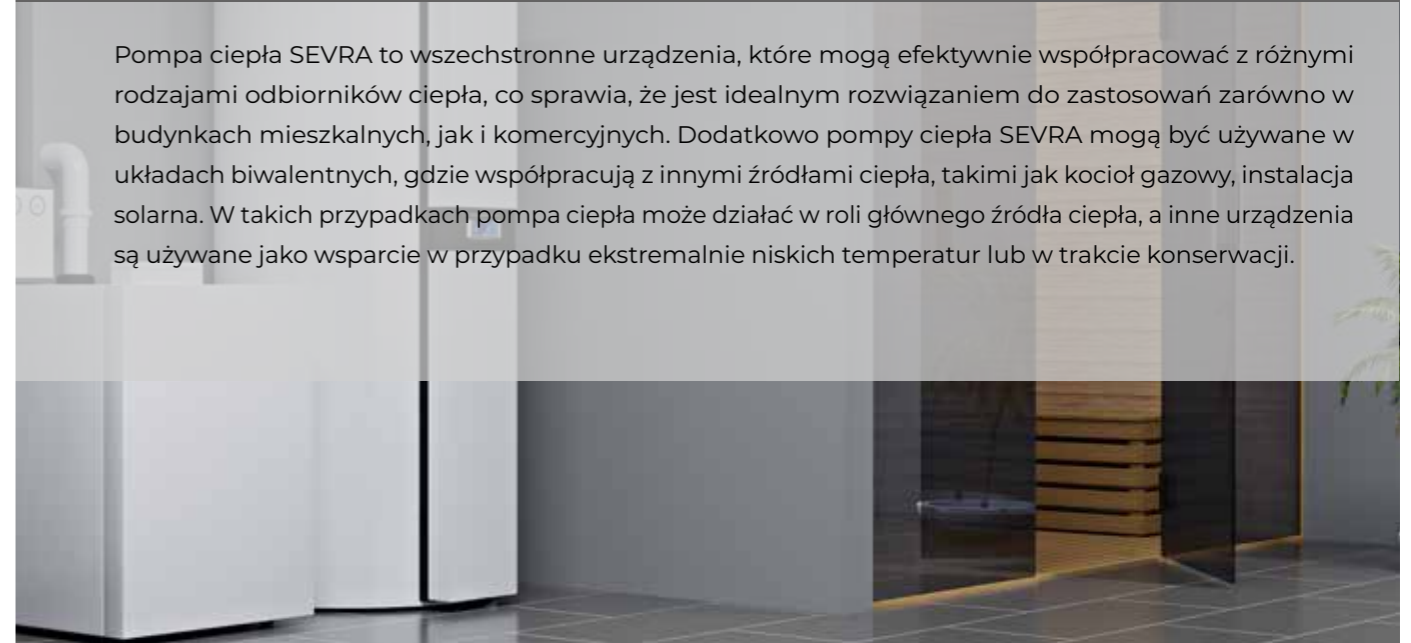 Pompa ciepła SEVRA to wszechstronne urządzenia, które mogą efektywnie współpracować z różnymi
rodzajami odbiorników ciepła, co sprawia, że jest idealnym rozwiązaniem do zastosowań zarówno w
budynkach mieszkalnych, jak i komercyjnych. Dodatkowo pompy ciepła SEVRA mogą być używane w
układach biwalentnych, gdzie współpracują z innymi źródłami ciepła, takimi jak kocioł gazowy, instalacja
solarna. W takich przypadkach pompa ciepła może działać w roli głównego źródła ciepła, a inne urządzenia
są używane jako wsparcie w przypadku ekstremalnie niskich temperatur lub w trakcie konserwacji.